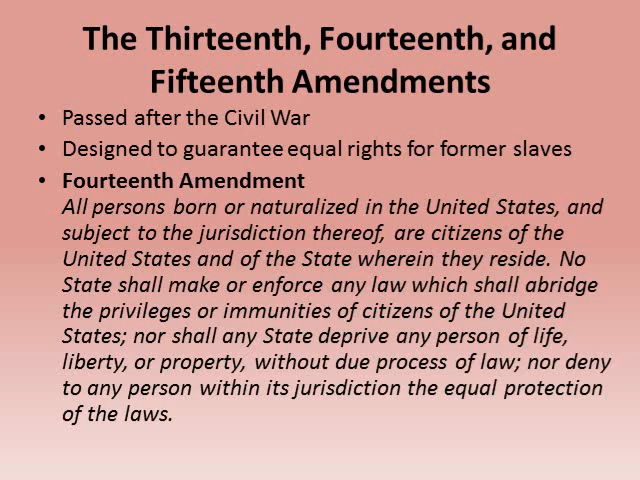 The Thirteenth, Fourteenth, and
Fifteenth Amendments
• Passed after the Civil War
• Designed to guarantee equal rights for former slaves
• Fourteenth Amendment
All persons born or naturalized in the United States, and
subject to the jurisdiction thereof, are citizens of the
United States and of the State wherein they reside. No
State shall make or enforce any law which shall abridge
the privileges or immunities of citizens of the United
States; nor shall any State deprive any person of life,
liberty, or property, without due process of law; nor deny
to any person within its jurisdiction the equal protection
of the laws.